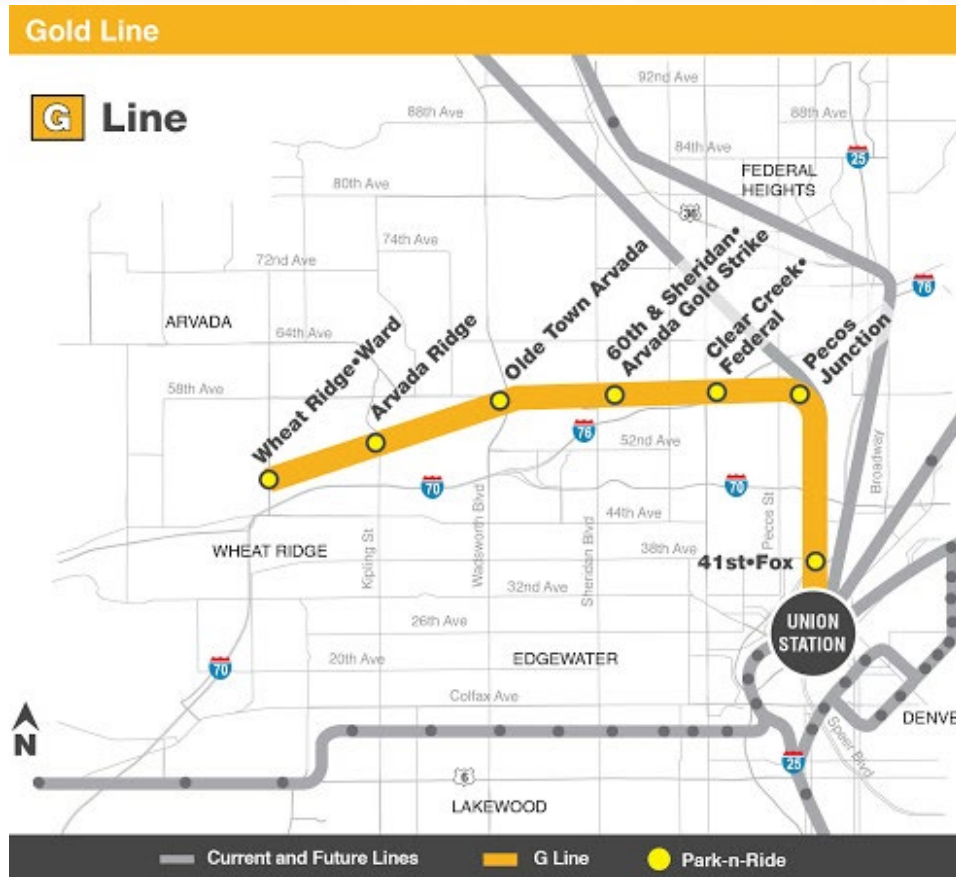 Gold Line
G Line
92nd Ave
88th Ave
88th Ave
25
84th Ave
FEDERAL
HEIGHTS
80th Ave
36
74th Ave
72nd Ave
76
ARVADA
64th Ave
58th Ave
Wheat Ridge•Ward
Arvada Ridge
Olde Town Arvada
60th & Sheridan•
Arvada Gold Strike
Clear Creek•
Federal
Pecos
Junction
76
52nd Ave
70
70
Broadway
Pecos St
44th Ave
WHEAT RIDGE
Kipling St
Wadsworth Blvd
Sheridan Blvd
38th Ave
41st•Fox
32nd Ave
26th Ave
UNION
STATION
20th Ave
EDGEWATER
70
Colfax Ave
DENVE
N
Speer Blvd
25
6
LAKEWOOD
Current and Future Lines
G Line
Park-n-Ride